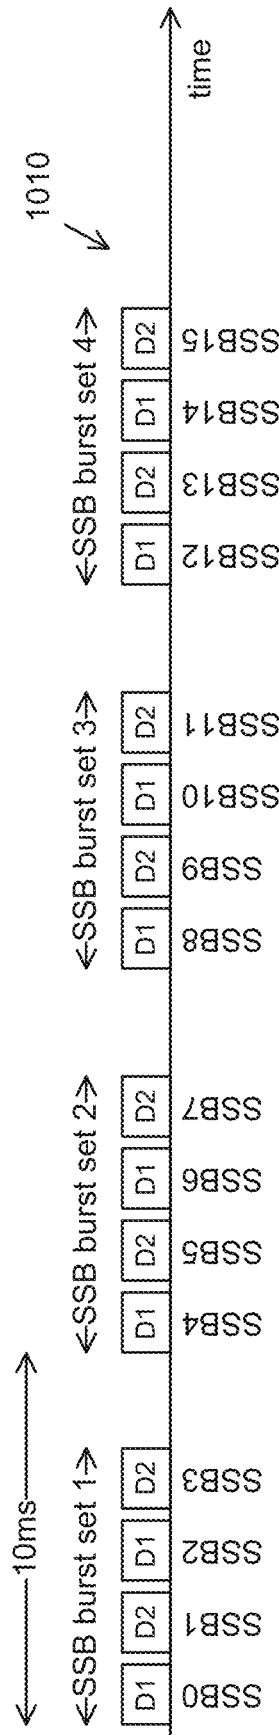 1010
10ms
SSB burst set 1 SSB burst set 2 SSB burst set 3 SSB burst set 4
D1 D2 D1 D2 D1 D2 D1 D2 D1 D2 D1 D2 D1 D2 D1 D2
time
SSB0 SSB1 SSB2 SSB3 SSB4 SSB5 SSB6 SSB7 SSB8 SSB9 SSB10 SSB11 SSB12 SSB13 SSB14 SSB15